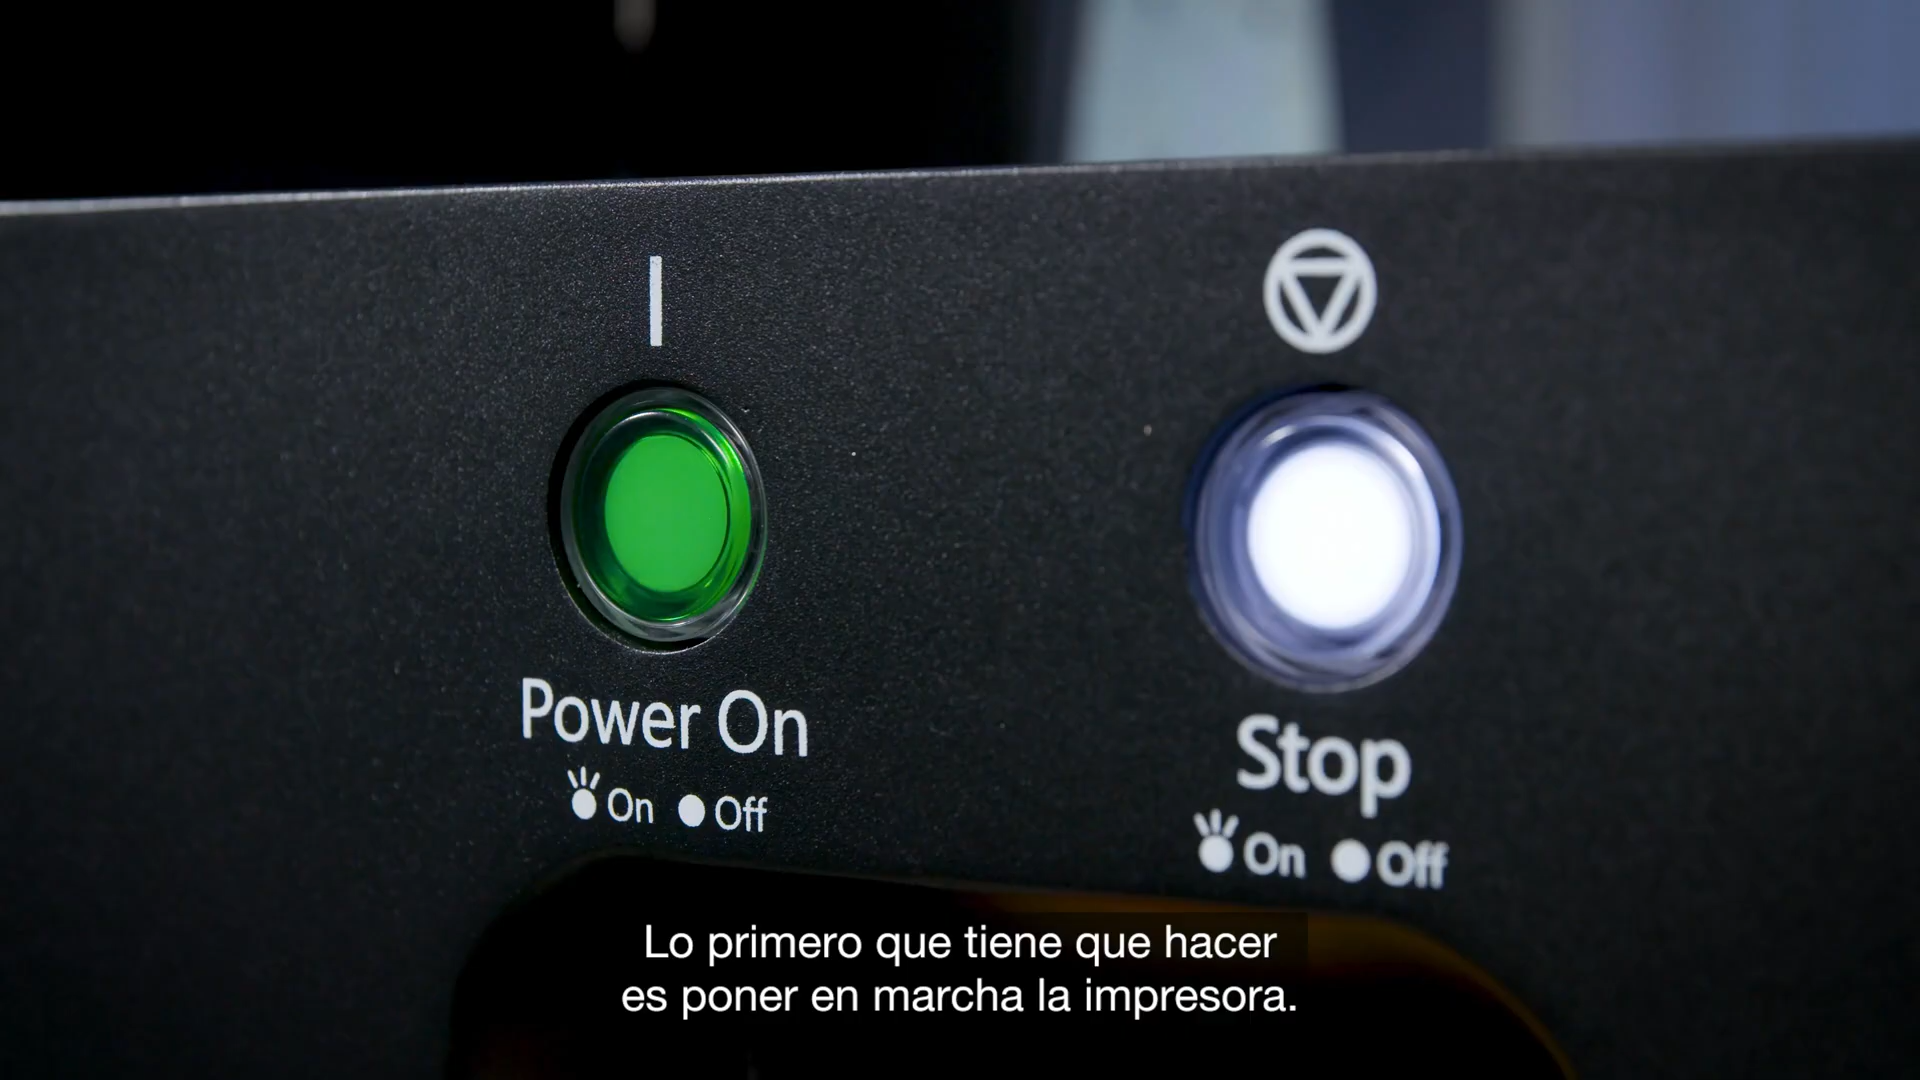 Power On
On Off
Stop
On Off
Lo primero que tiene que hacer
es poner en marcha la impresora.